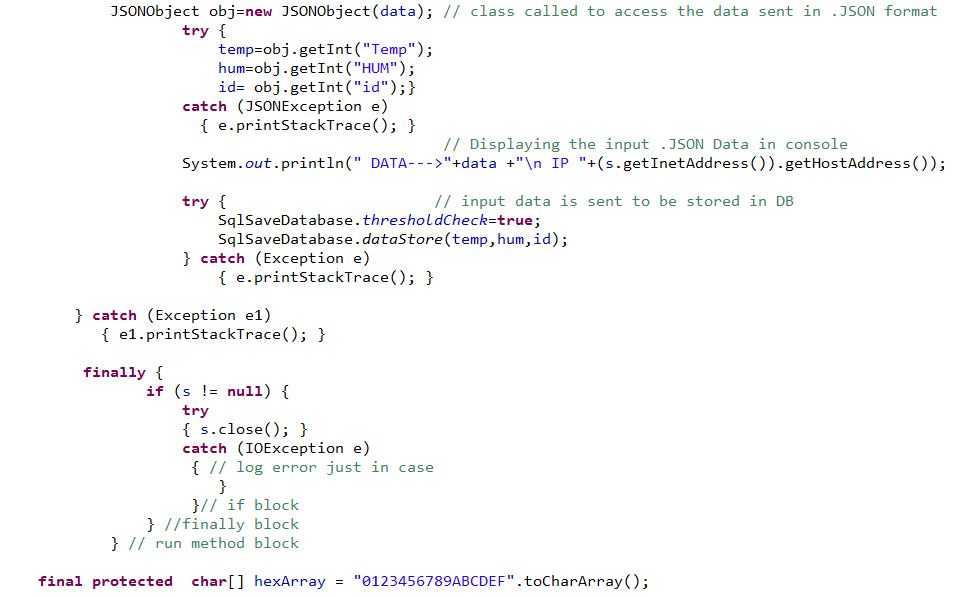 JSONObject obj=new JSONObject(data); // class called to access the data sent in .JSON format
try {
temp=obj.getInt("Temp");
hum=obj.getInt("HUM");
id= obj.getInt("id");}
catch (JSONException e)
{ e.printStackTrace(); }
// Displaying the input .JSON Data in console
System.out.println(" DATA--->"+data +"\n IP "+(s.getInetAddress()).getHostAddress());
try { // input data is sent to be stored in DB
SqlSaveDatabase.thresholdCheck=true;
SqlSaveDatabase.dataStore(temp,hum,id);
} catch (Exception e)
{ e.printStackTrace(); }
} catch (Exception e1)
{ e1.printStackTrace(); }
finally {
if (s != null) {
try
{ s.close(); }
catch (IOException e)
{ // log error just in case
}
}// if block
} //finally block
} // run method block
final protected  char[] hexArray = "0123456789ABCDEF".toCharArray();